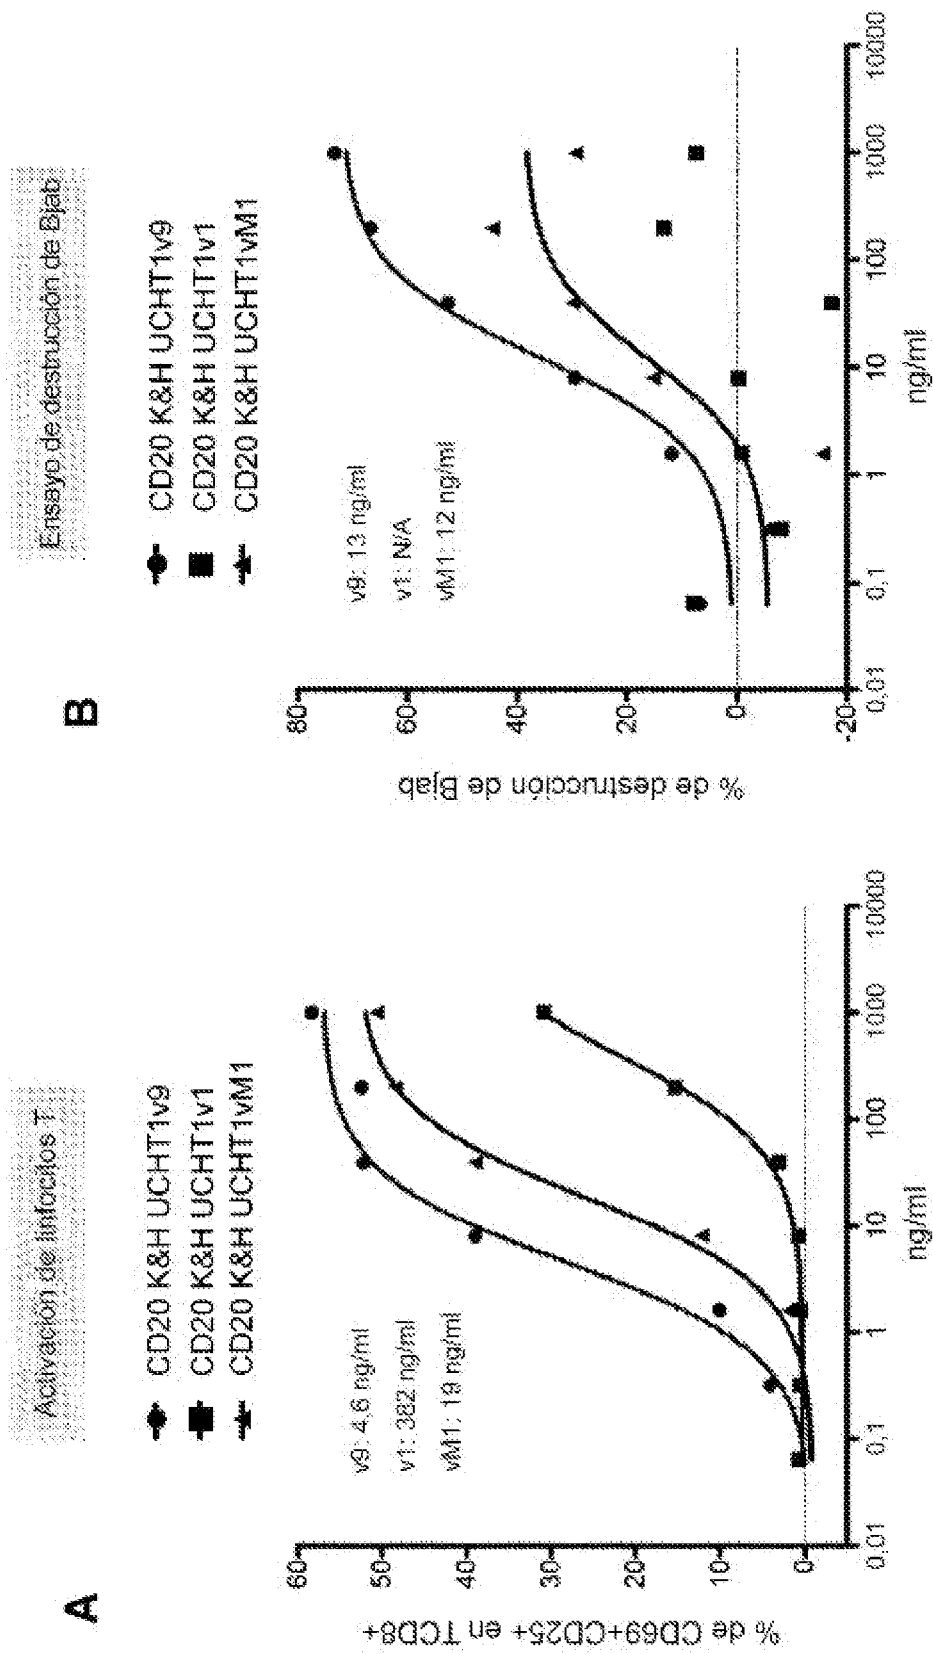 A
Activación de linfocitos T
CD20 K&H UCHT1v9
CD20 K&H UCHT1v1
CD20 K&H UCHT1vM1
v9: 4,6 ng/ml
v1: 382 ng/ml
vM1: 19 ng/ml
% de CD69+CD25+ en TCD8+
60
50
40
30
20
10
0
0,01
0,1
1
10
100
1000
10000
ng/ml
B
Ensayo de destrucción de Bjab
CD20 K&H UCHT1v9
CD20 K&H UCHT1v1
CD20 K&H UCHT1vM1
v9: 13 ng/ml
v1: N/A
vM1: 12 ng/ml
% de destrucción de Bjab
80
60
40
20
0
-20
0,01
0,1
1
10
100
1000
10000
ng/ml